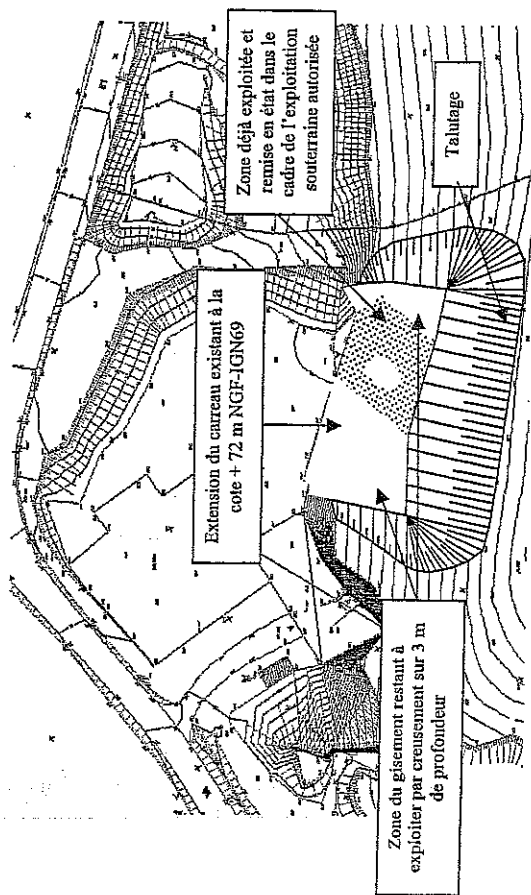 Zone déjà exploitée et
remise en état dans le
cadre de l'exploitation
souterraine autorisée
Talutage
Extension du carreau existant à la
cote + 72 m NGF-IGN69
Zone du gisement restant à
exploiter par creusement sur 3 m
de profondeur